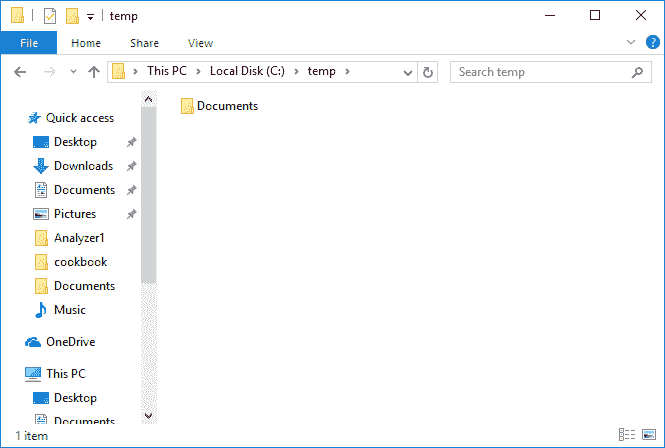 temp
File Home Share View
?
This PC Local Disk (C:) temp Search temp
Documents
Quick access
Desktop
Downloads
Documents
Pictures
Analyzer1
cookbook
Documents
Music
OneDrive
This PC
Desktop
Documents
1 item